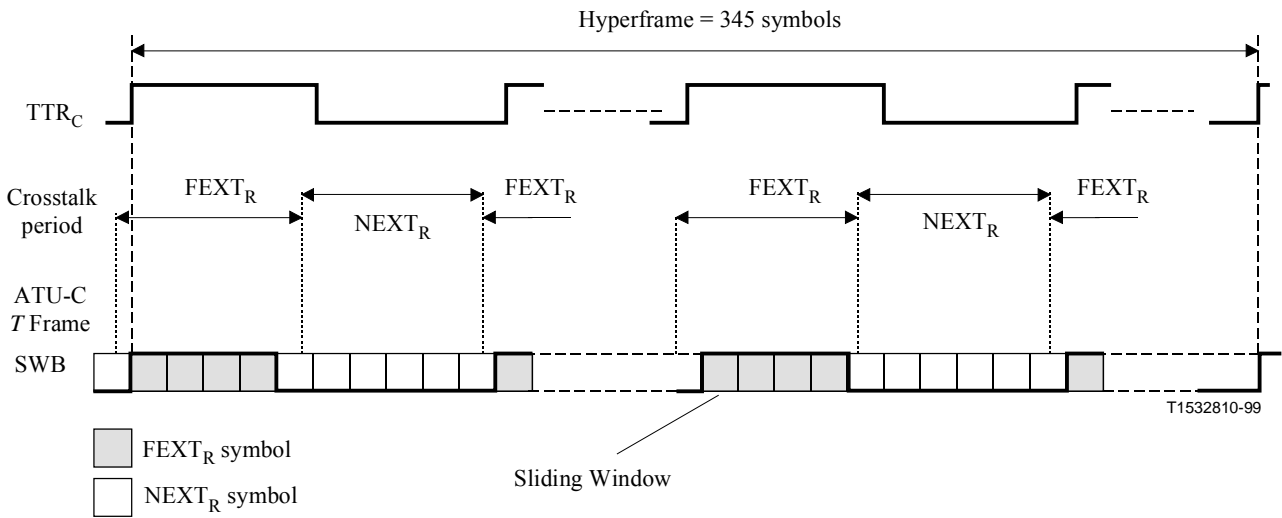 Hyperframe = 345 symbols
TTR_C
Crosstalk
period
FEXT_R
NEXT_R
FEXT_R
FEXT_R
NEXT_R
FEXT_R
ATU-C
T Frame
SWB
T1532810-99
FEXT_R symbol
Sliding Window
NEXT_R symbol